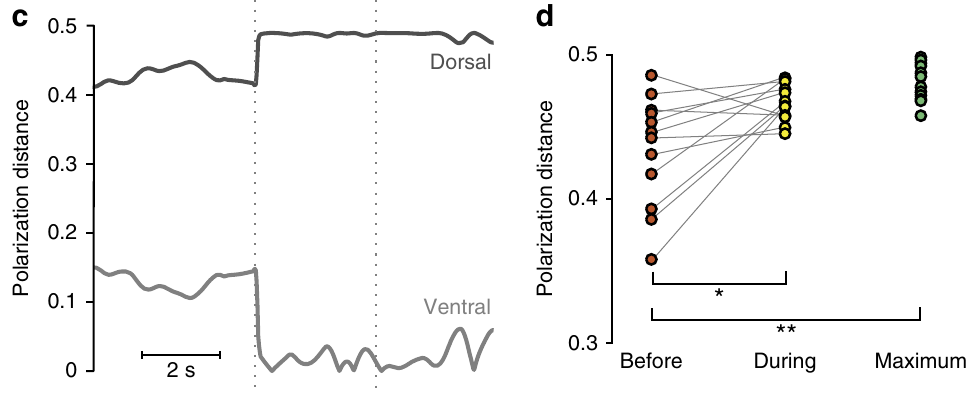 c
Polarization distance
0.5
0.4
0.3
0.2
0.1
0
Dorsal
Ventral
2 s
d
Polarization distance
0.5
0.4
0.3
*
**
Before During Maximum